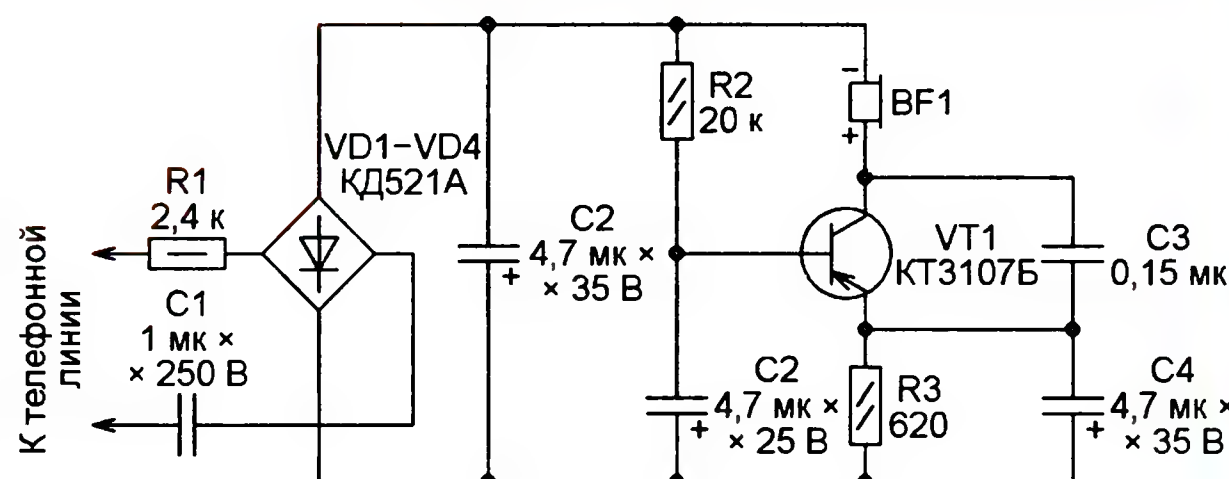 К телефонной
линии
R1
2,4 к
C1
1 мк ×
× 250 В
VD1–VD4
КД521А
C2
4,7 мк ×
× 35 В
+
R2
20 к
C2
4,7 мк ×
× 25 В
+
–
BF1
+
VT1
КТ3107Б
R3
620
C3
0,15 мк
C4
4,7 мк ×
× 35 В
+